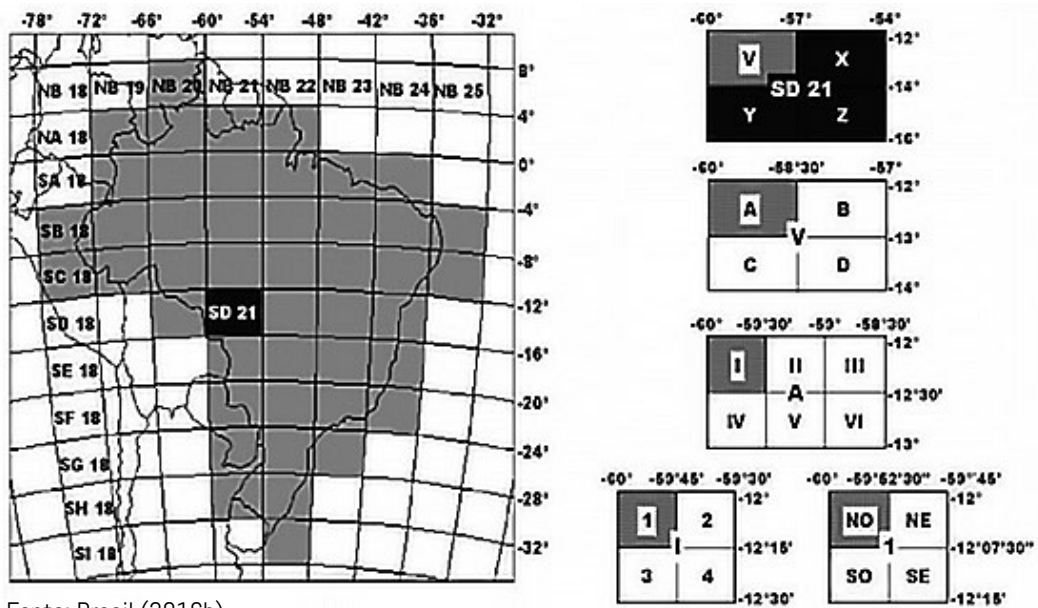 -78° -72° -66° -60° -54° -48° -42° -36° -32°
8°
NB 18 NB 19 NB 20 NB 21 NB 22 NB 23 NB 24 NB 25
4°
NA 18
0°
SA 18
-4°
SB 18
-8°
SC 18
-12°
SD 18 SD 21
-16°
SE 18
-20°
SF 18
-24°
SG 18
-28°
SH 18
-32°
SI 18
-60° -57° -54°
-12°
V X
SD 21 -14°
Y Z
-16°
-60° -58°30' -57°
-12°
A B
V -13°
C D
-14°
-60° -59°30' -59° -58°30'
-12°
I II III
A -12°30'
IV V VI
-13°
-60° -59°45' -59°30'
-12°
1 2
I -12°15'
3 4
-12°30'
-60° -59°52'30" -59°45'
-12°
NO NE
1 -12°07'30"
SO SE
-12°15'
Fonte: Brasil (2019b)